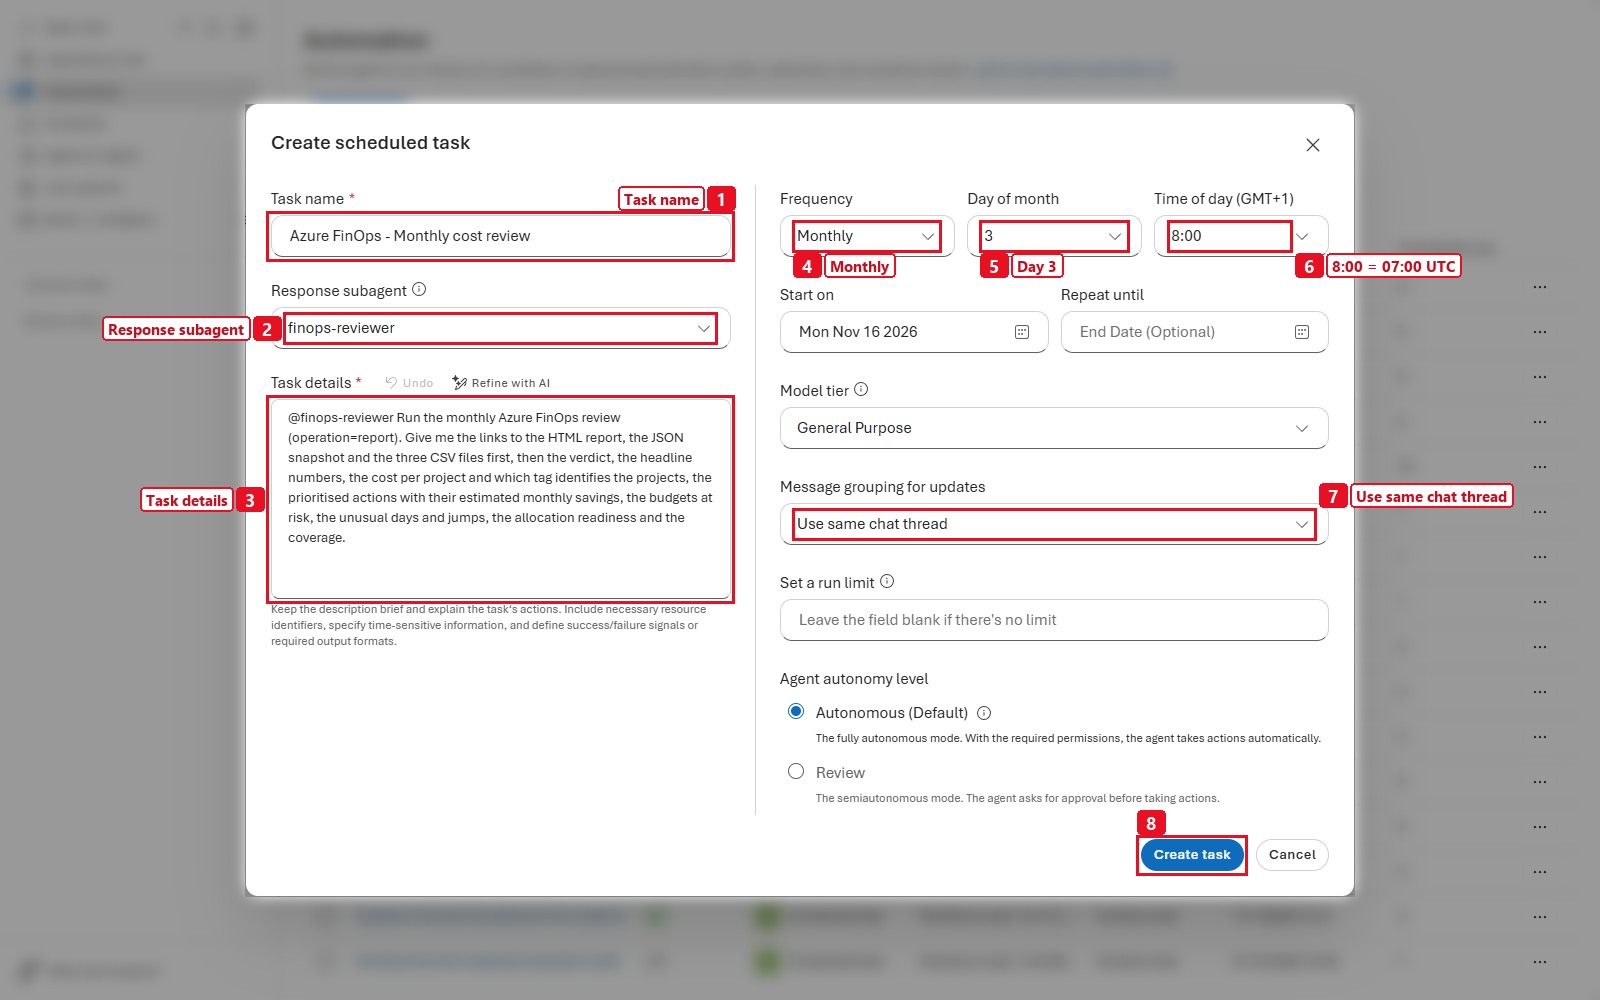 Create scheduled task
Task name *
Task name 1
Azure FinOps - Monthly cost review
Response subagent
Response subagent 2
finops-reviewer
Task details *
Undo
Refine with AI
Task details 3
@finops-reviewer Run the monthly Azure FinOps review
(operation=report). Give me the links to the HTML report, the JSON
snapshot and the three CSV files first, then the verdict, the headline
numbers, the cost per project and which tag identifies the projects, the
prioritised actions with their estimated monthly savings, the budgets at
risk, the unusual days and jumps, the allocation readiness and the
coverage.
Keep the description brief and explain the task's actions. Include necessary resource
identifiers, specify time-sensitive information, and define success/failure signals or
required output formats.
Frequency
Day of month
Time of day (GMT+1)
Monthly
3
8:00
4 Monthly
5 Day 3
6 8:00 = 07:00 UTC
Start on
Repeat until
Mon Nov 16 2026
End Date (Optional)
Model tier
General Purpose
Message grouping for updates
7 Use same chat thread
Use same chat thread
Set a run limit
Leave the field blank if there's no limit
Agent autonomy level
Autonomous (Default)
The fully autonomous mode. With the required permissions, the agent takes actions automatically.
Review
The semiautonomous mode. The agent asks for approval before taking actions.
8
Create task
Cancel